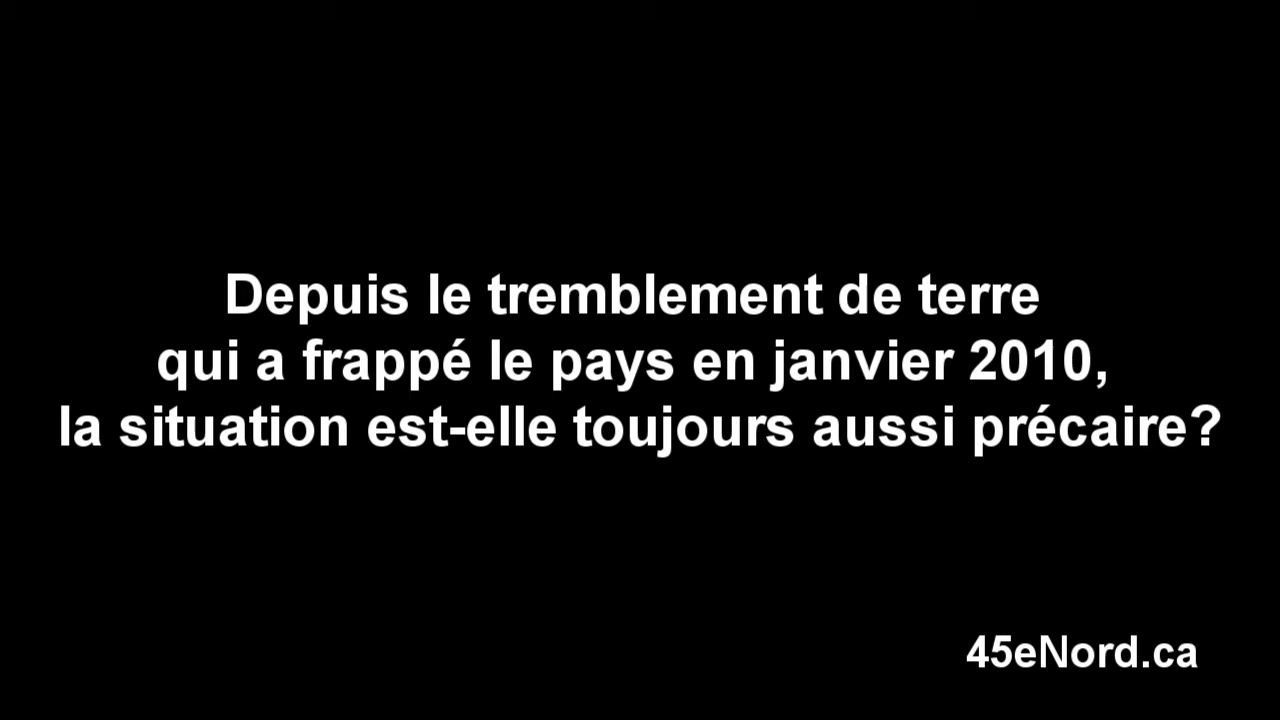 Depuis le tremblement de terre
qui a frappé le pays en janvier 2010,
la situation est-elle toujours aussi précaire?
45eNord.ca